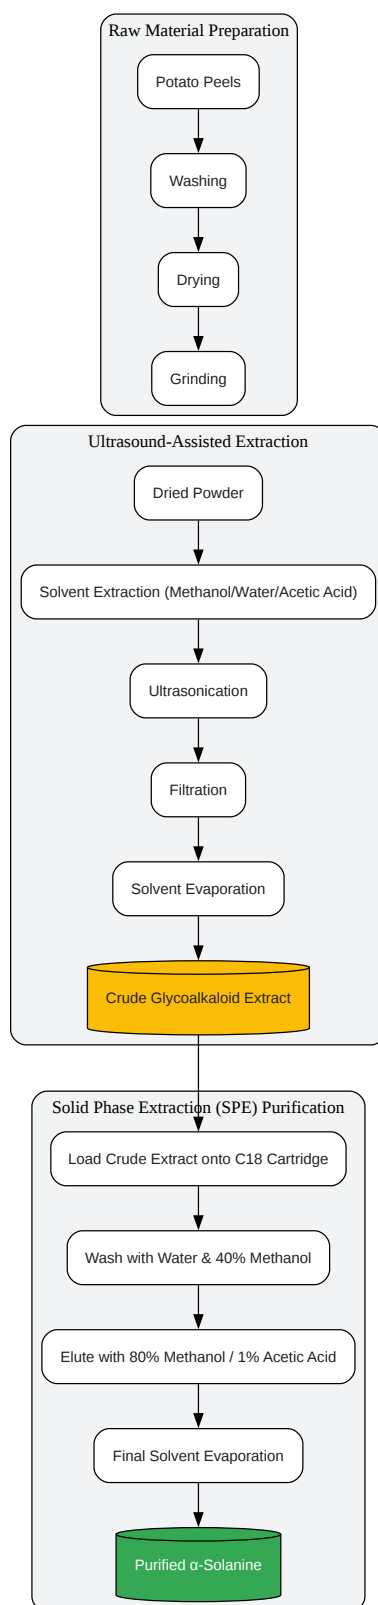 Raw Material Preparation
Potato Peels
Washing
Drying
Grinding
Ultrasound-Assisted Extraction
Dried Powder
Solvent Extraction (Methanol/Water/Acetic Acid)
Ultrasonication
Filtration
Solvent Evaporation
Crude Glycoalkaloid Extract
Solid Phase Extraction (SPE) Purification
Load Crude Extract onto C18 Cartridge
Wash with Water & 40% Methanol
Elute with 80% Methanol / 1% Acetic Acid
Final Solvent Evaporation
Purified α-Solanine